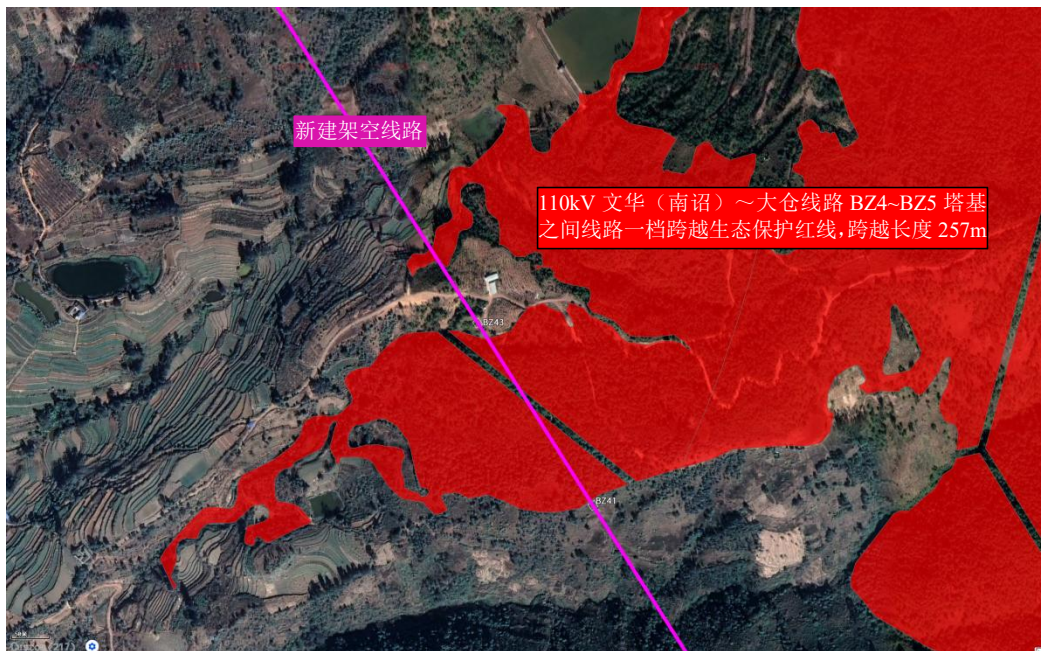 新建架空线路
110kV 文华（南诏）～大仓线路 BZ4~BZ5 塔基
之间线路一档跨越生态保护红线，跨越长度 257m
BZ43
BZ41